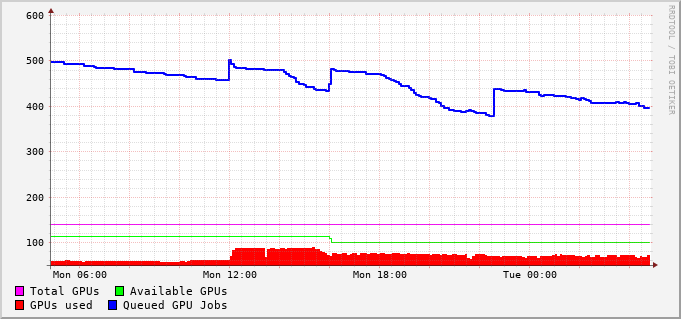 600
500
400
300
200
100
Mon 06:00 Mon 12:00 Mon 18:00 Tue 00:00
Total GPUs Available GPUs
GPUs used Queued GPU Jobs
RRDTOOL / TOBI OETIKER